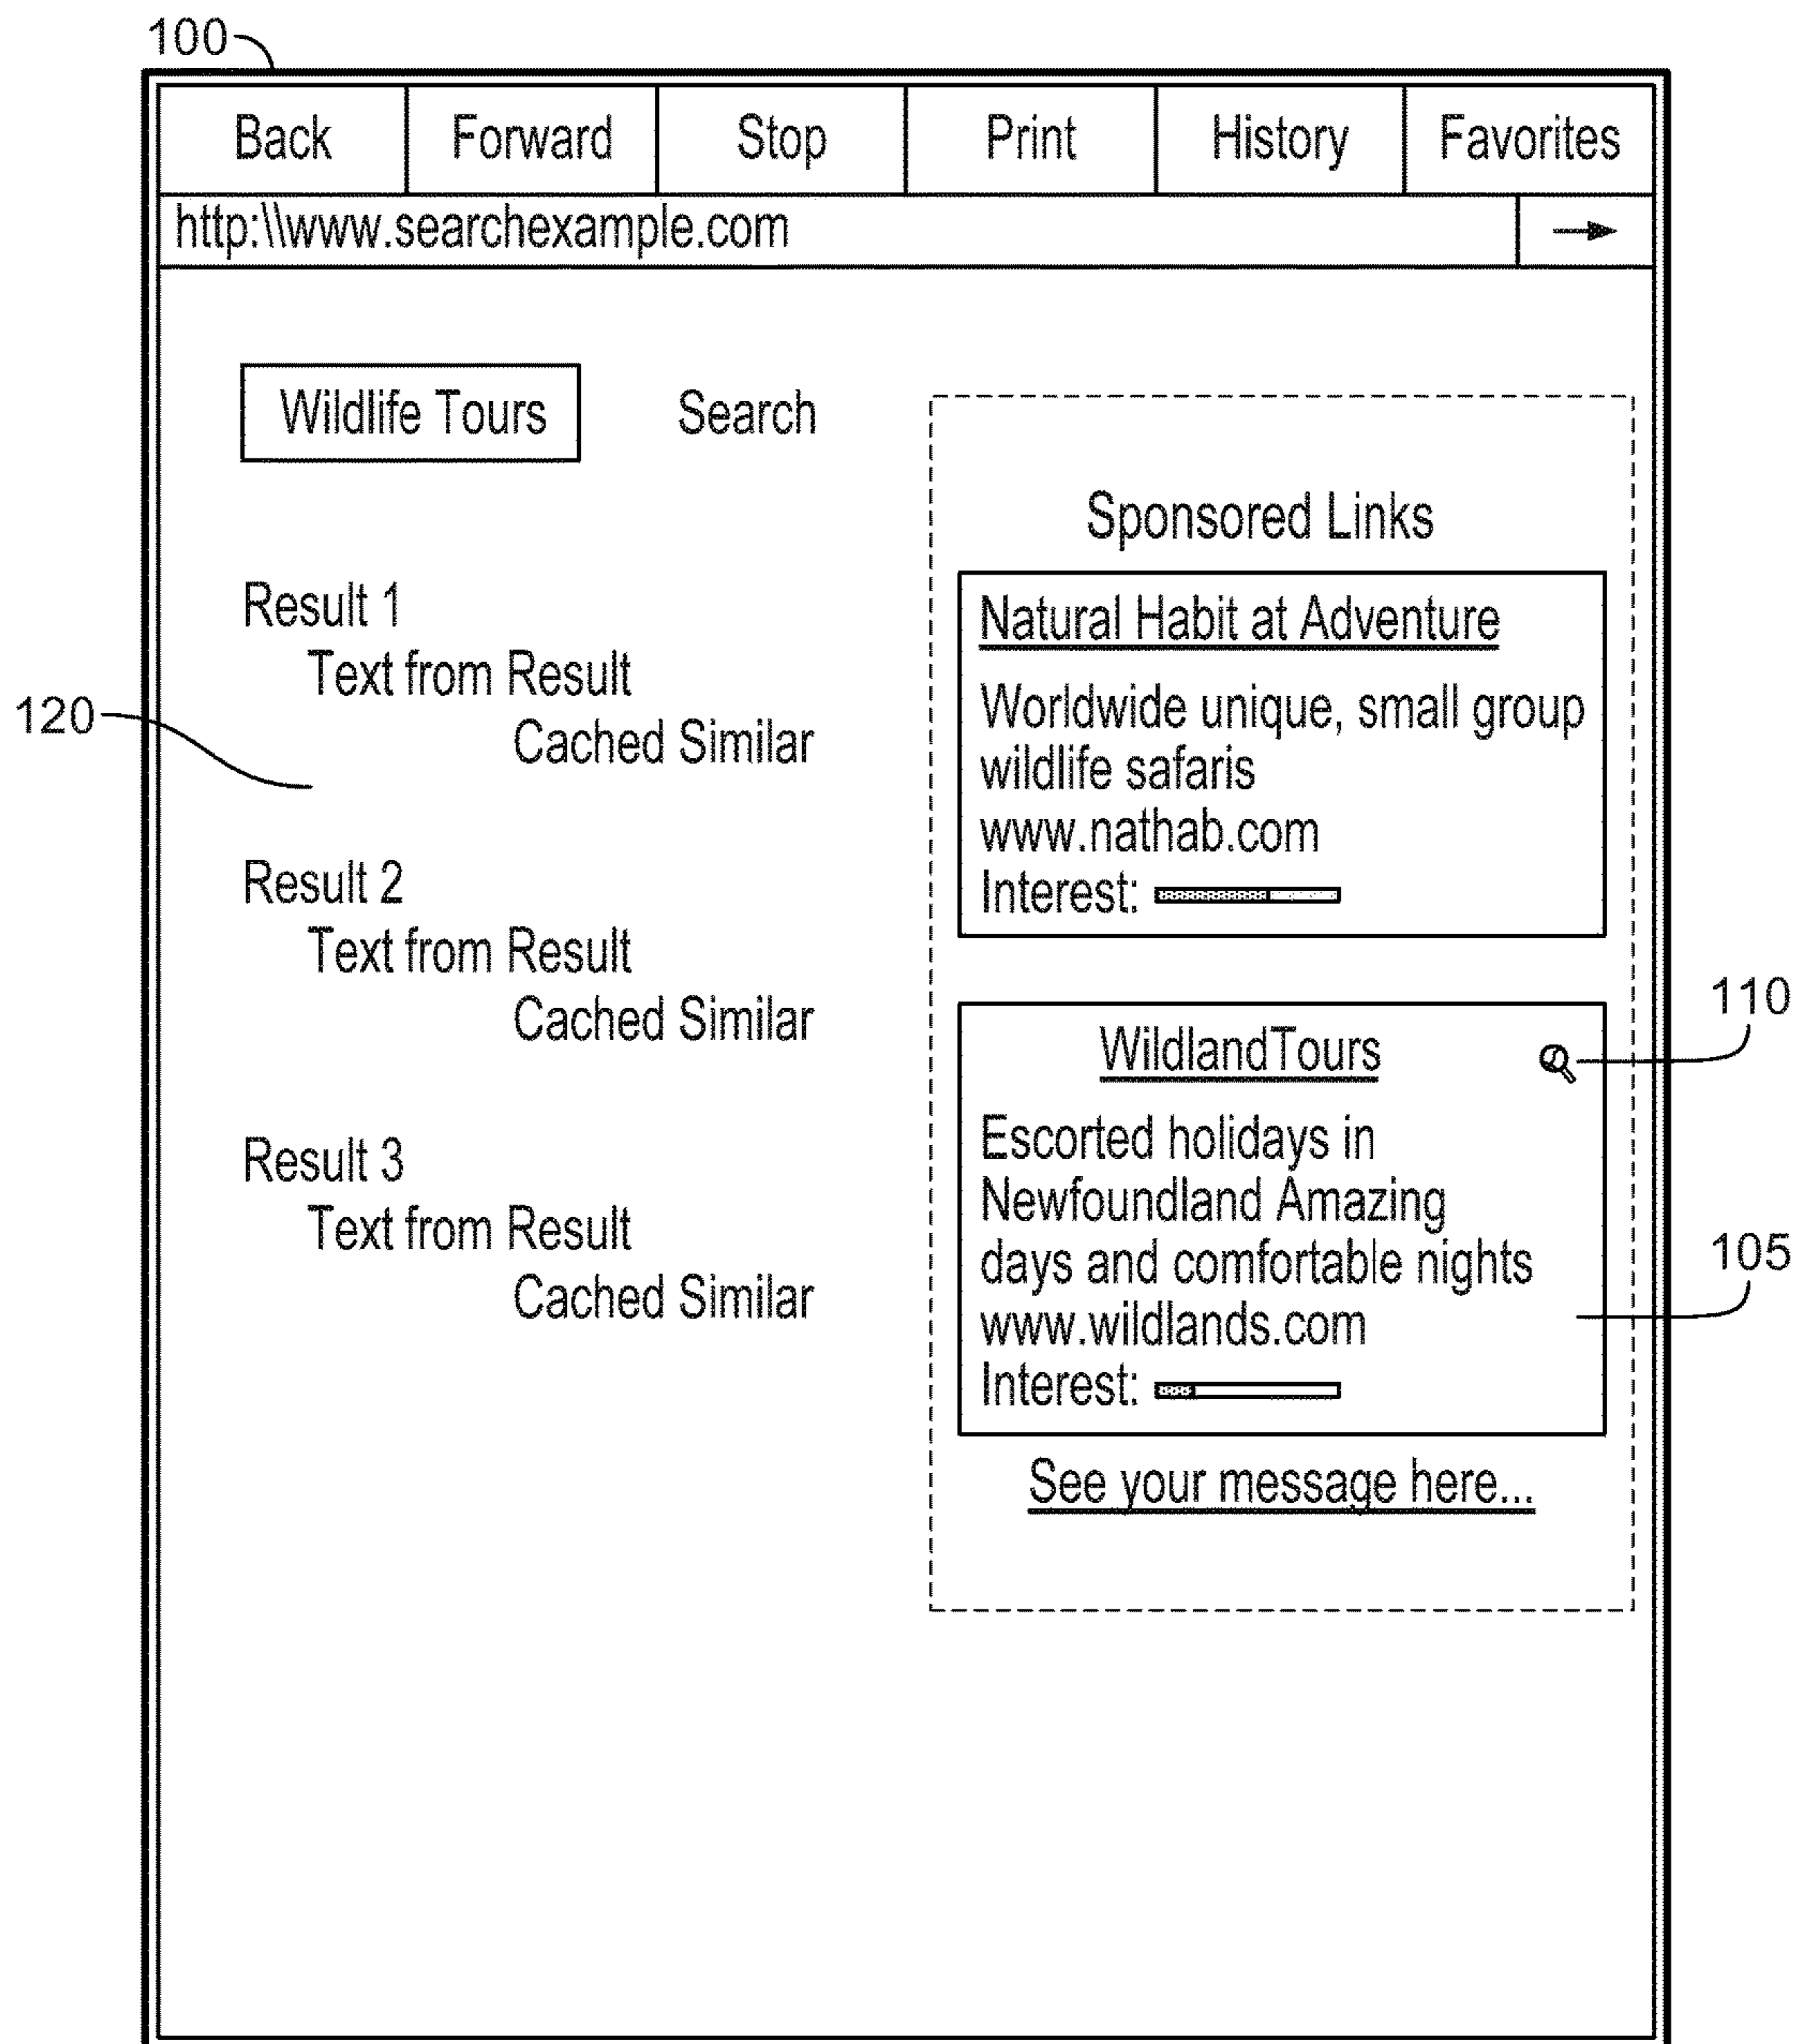 100
Back Forward Stop Print History Favorites
http:\\www.searchexample.com
Wildlife Tours Search
Result 1
Text from Result
Cached Similar
120
Result 2
Text from Result
Cached Similar
Result 3
Text from Result
Cached Similar
Sponsored Links
Natural Habit at Adventure
Worldwide unique, small group
wildlife safaris
www.nathab.com
Interest:
WildlandTours
110
Escorted holidays in
Newfoundland Amazing
days and comfortable nights
105
www.wildlands.com
Interest:
See your message here...